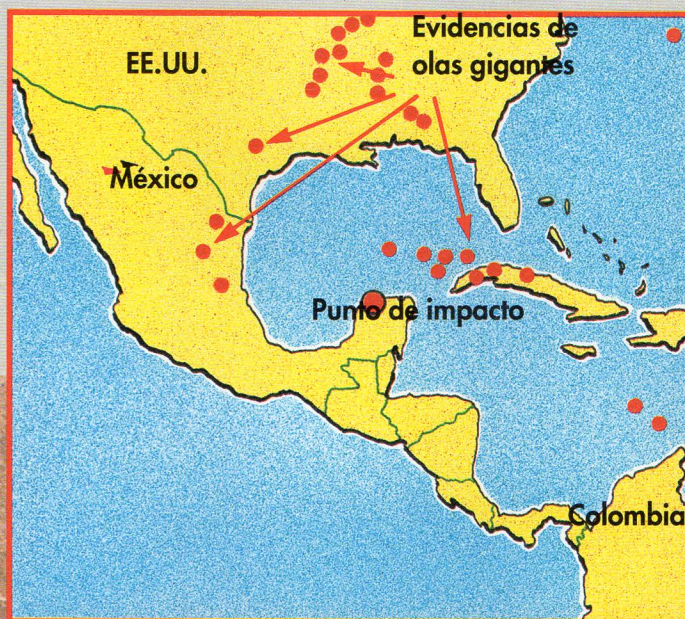 Evidencias de
olas gigantes
EE.UU.
México
Punto de impacto
Colombia